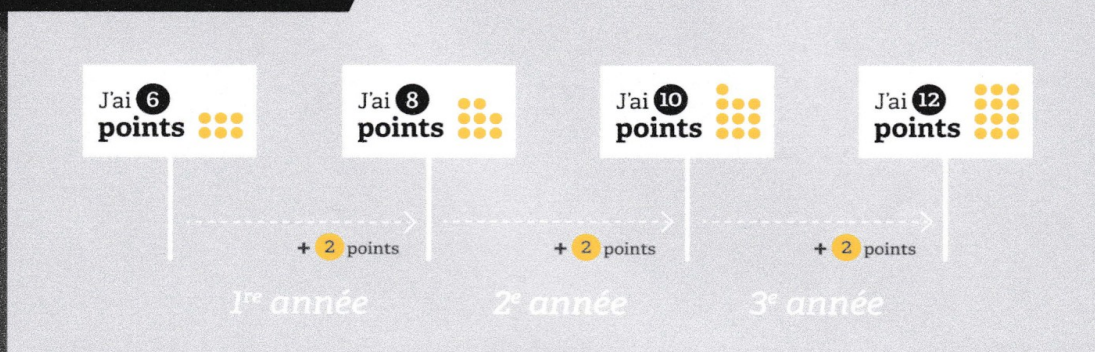 J'ai 6
points
J'ai 8
points
J'ai 10
points
J'ai 12
points
+ 2 points
+ 2 points
+ 2 points
1re année
2e année
3e année